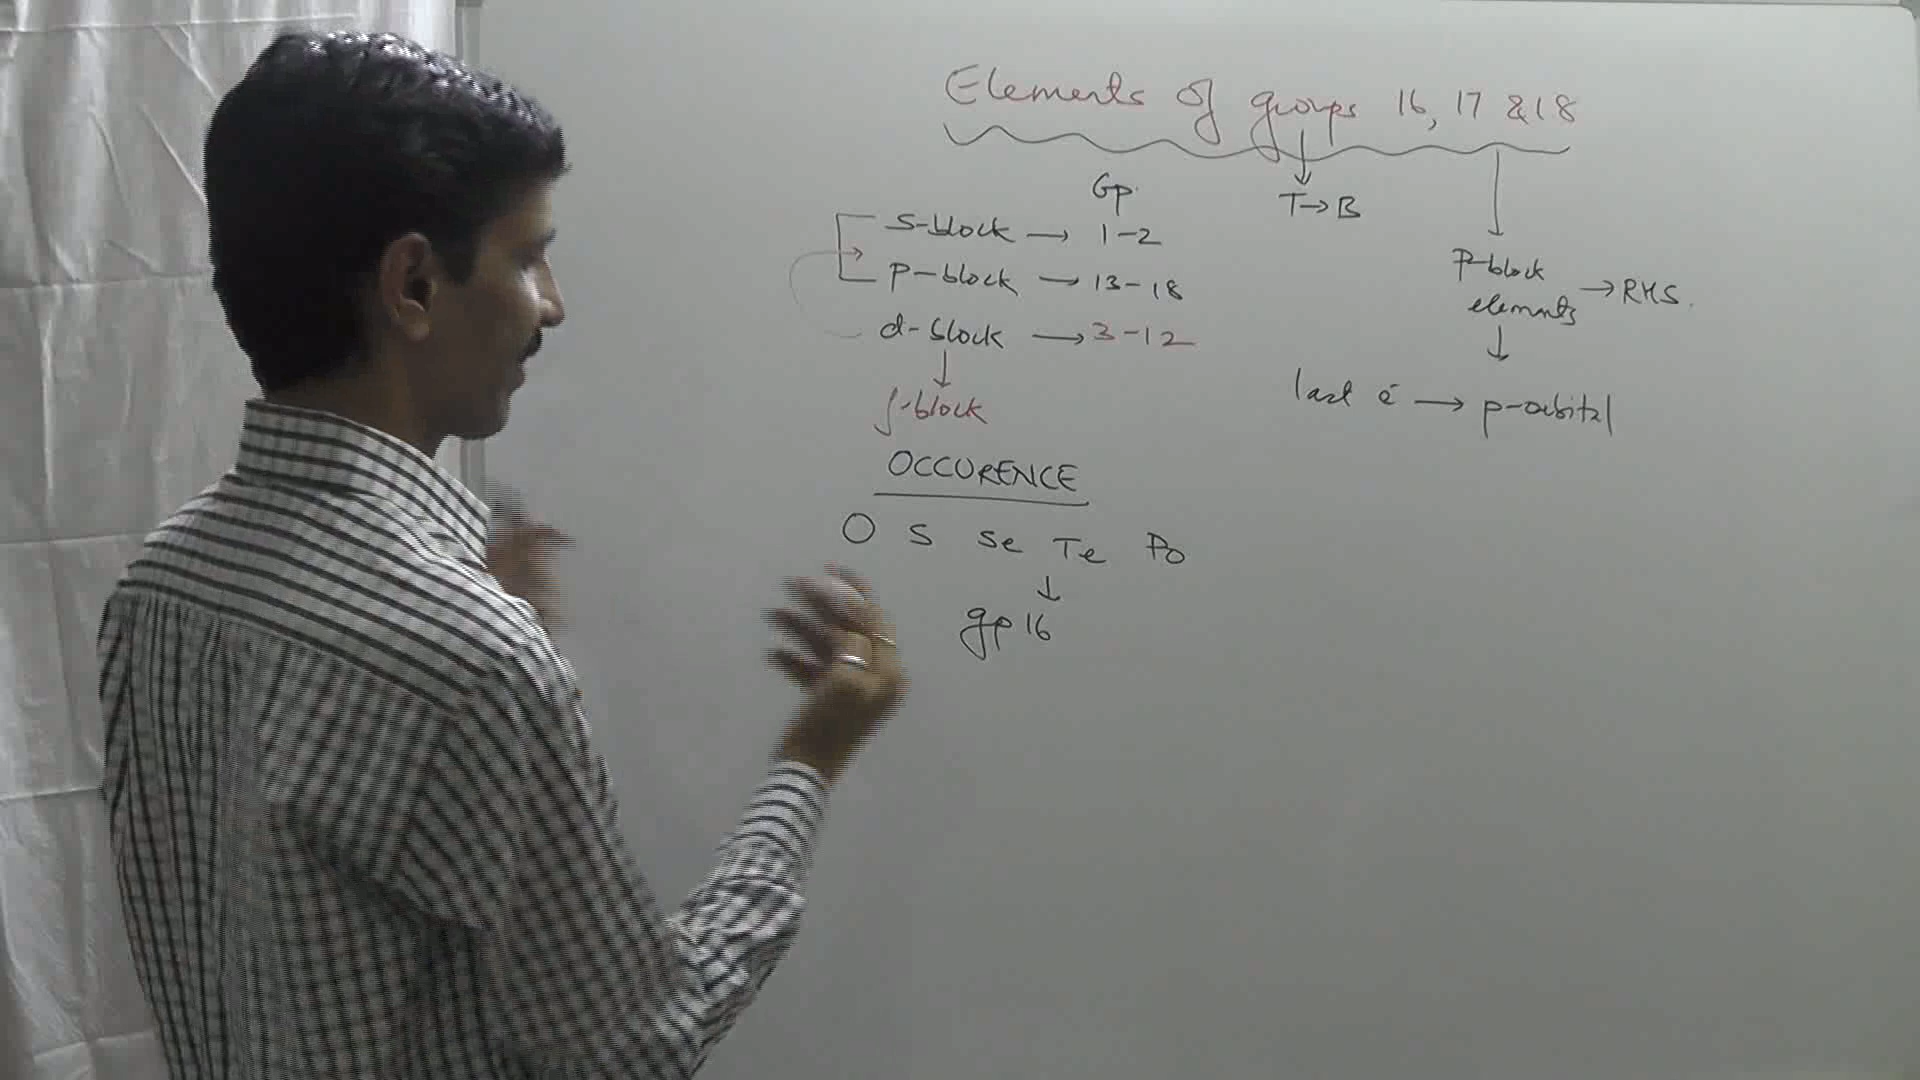 Elements of groups 16, 17 & 18
Gp.
T→B
s-block → 1-2
p-block → 13-18
d-block → 3-12
f-block
p-block
elements → RHS.
last e⁻ → p-orbital
OCCURENCE
O S Se Te Po
gp 16